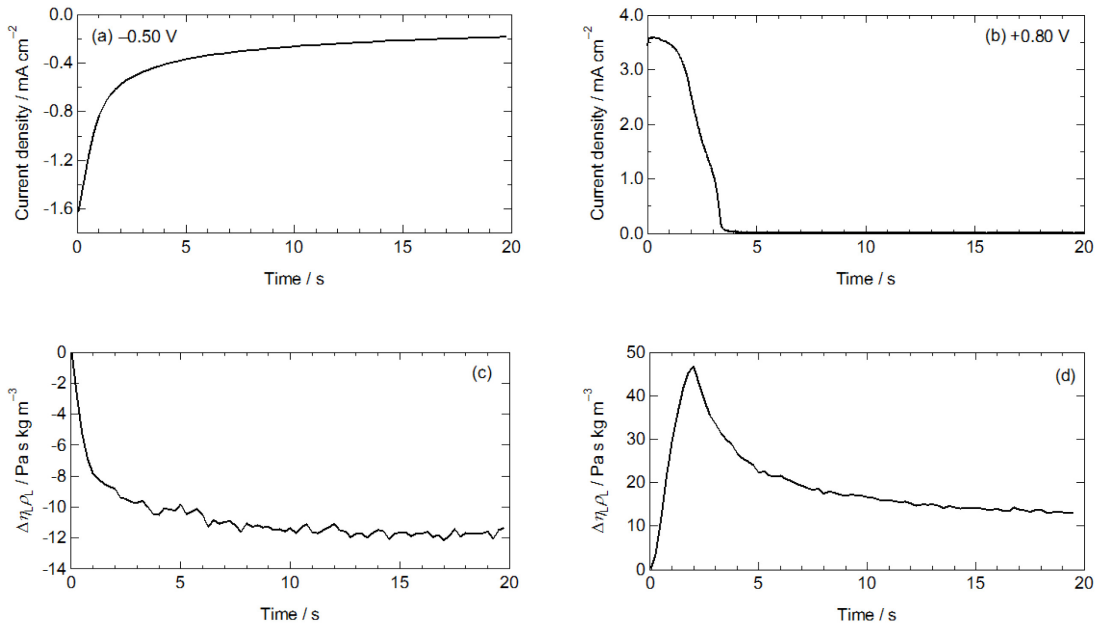 (a) –0.50 V
Current density / mA cm⁻²
0.0
-0.4
-0.8
-1.2
-1.6
0 5 10 15 20
Time / s
(b) +0.80 V
Current density / mA cm⁻²
4.0
3.0
2.0
1.0
0.0
0 5 10 15 20
Time / s
(c)
Δη_Lρ_L / Pa s kg m⁻³
0
-2
-4
-6
-8
-10
-12
-14
0 5 10 15 20
Time / s
(d)
Δη_Lρ_L / Pa s kg m⁻³
50
40
30
20
10
0
0 5 10 15 20
Time / s